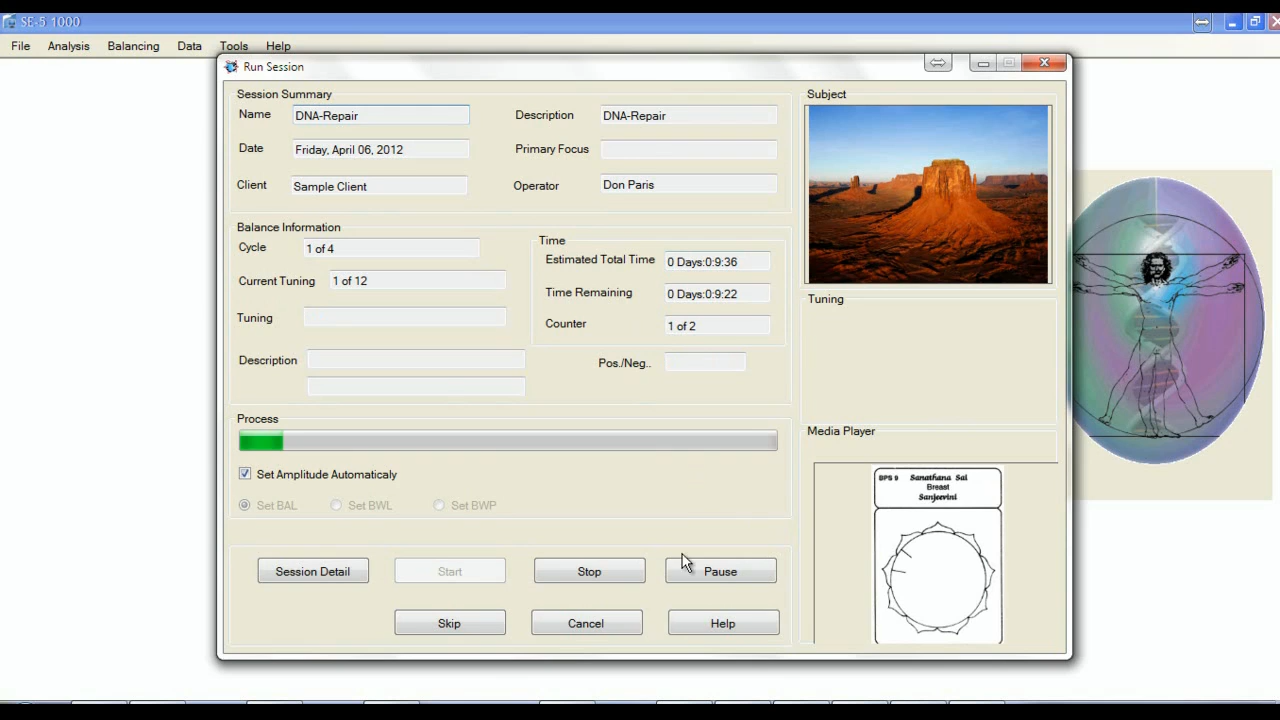 SE-5 1000
File Analysis Balancing Data Tools Help
Run Session
Session Summary
Name DNA-Repair Description DNA-Repair
Date Friday, April 06, 2012 Primary Focus
Client Sample Client Operator Don Paris
Balance Information
Cycle 1 of 4
Current Tuning 1 of 12
Tuning
Description
Time
Estimated Total Time 0 Days:0:9:36
Time Remaining 0 Days:0:9:22
Counter 1 of 2
Pos./Neg..
Process
Set Amplitude Automaticaly
Set BAL Set BWL Set BWP
Session Detail Start Stop Pause
Skip Cancel Help
Subject
Tuning
Media Player
BPS 9 Sanathana Sai
Breast
Sanjeevini